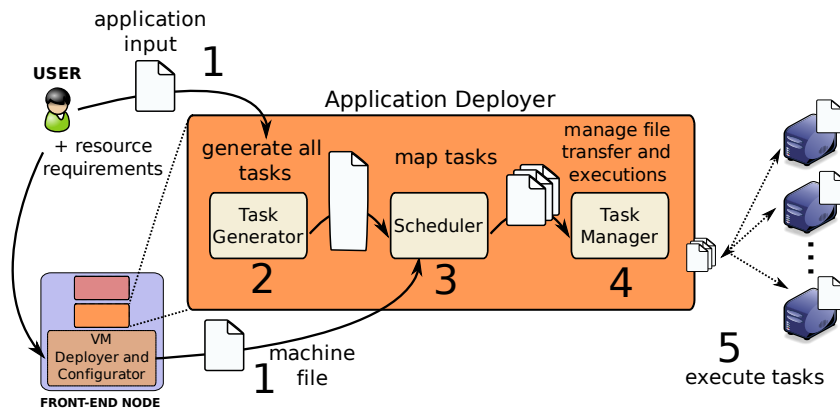 application
input
1
USER
+ resource
requirements
Application Deployer
generate all
tasks
map tasks
manage file
transfer and
executions
Task
Generator
Scheduler
Task
Manager
2
3
4
VM
Deployer and
Configurator
FRONT-END NODE
1
machine
file
5
execute tasks